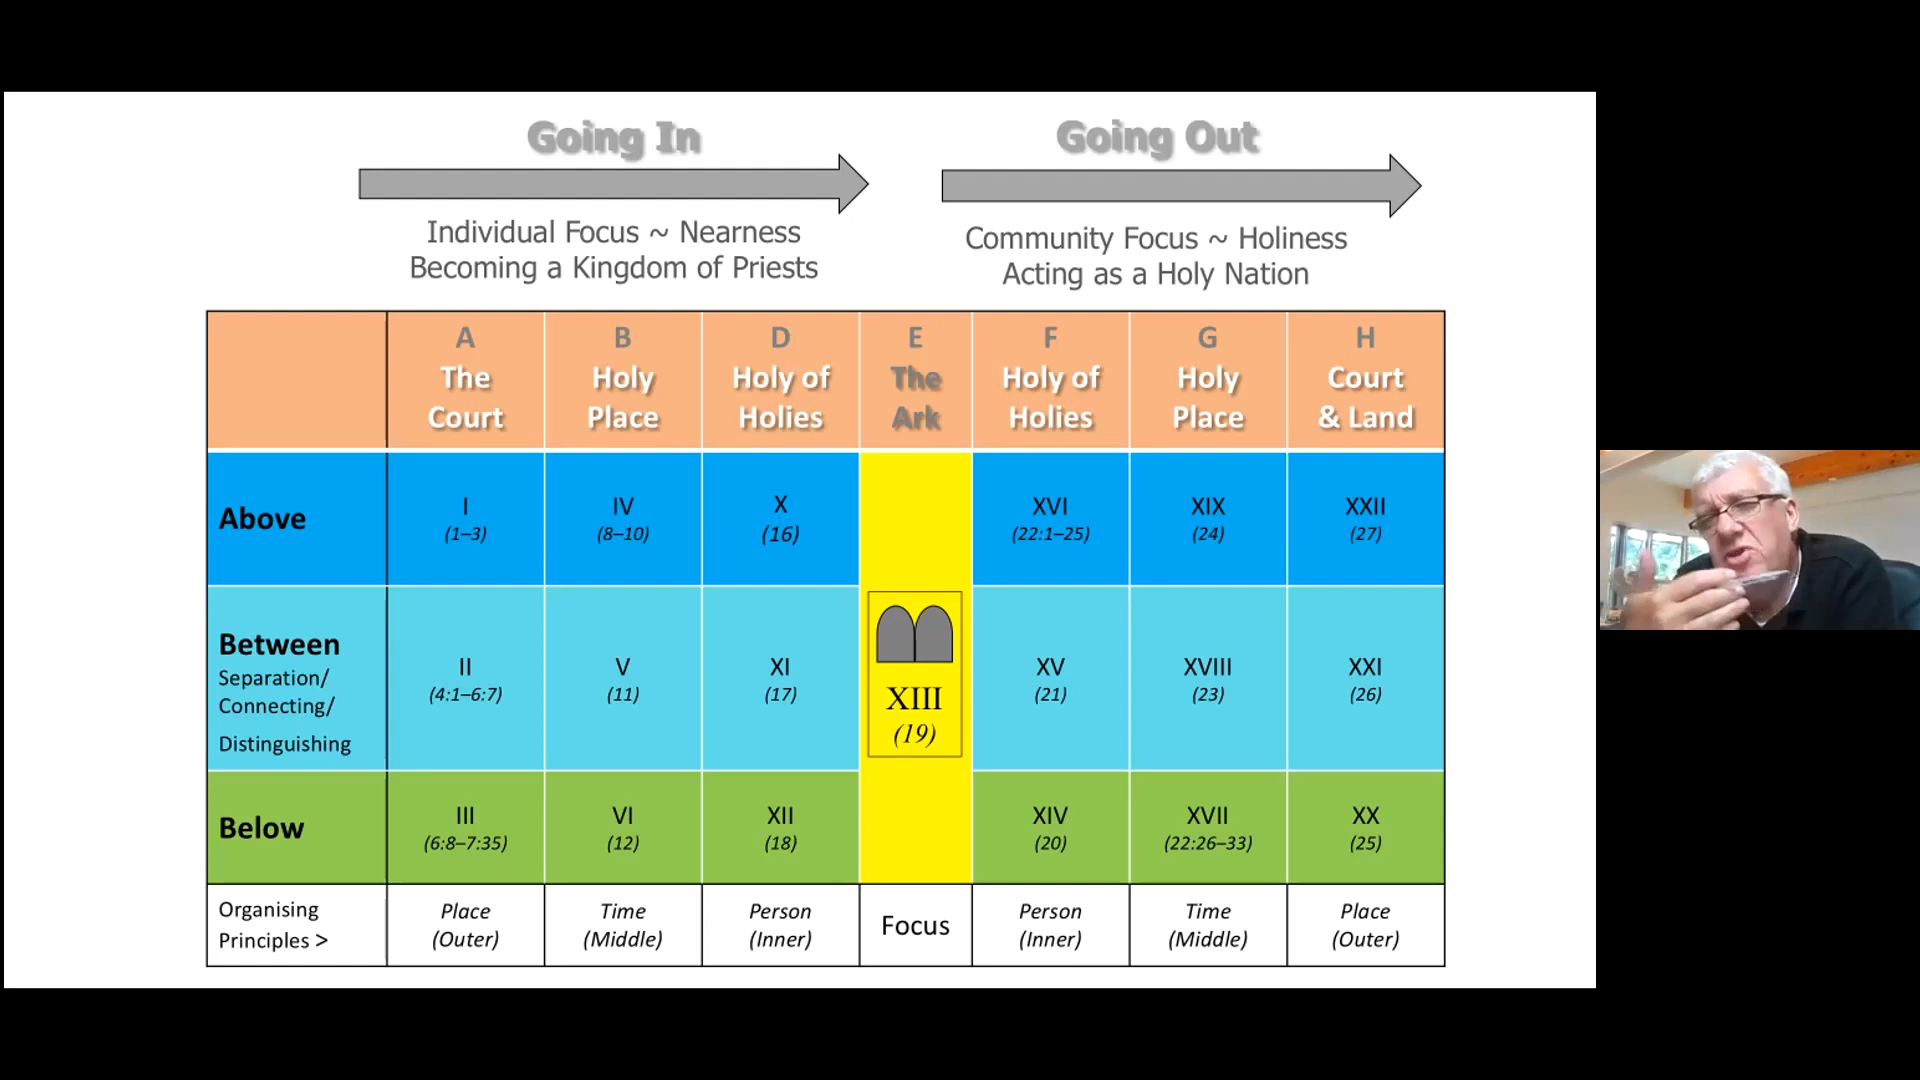 Going In
Going Out
Individual Focus ~ Nearness
Becoming a Kingdom of Priests
Community Focus ~ Holiness
Acting as a Holy Nation
A
The
Court
B
Holy
Place
D
Holy of
Holies
E
The
Ark
F
Holy of
Holies
G
Holy
Place
H
Court
& Land
Above
I
(1–3)
IV
(8–10)
X
(16)
XVI
(22:1–25)
XIX
(24)
XXII
(27)
Between
Separation/
Connecting/
Distinguishing
II
(4:1–6:7)
V
(11)
XI
(17)
XIII
(19)
XV
(21)
XVIII
(23)
XXI
(26)
Below
III
(6:8–7:35)
VI
(12)
XII
(18)
XIV
(20)
XVII
(22:26–33)
XX
(25)
Organising
Principles >
Place
(Outer)
Time
(Middle)
Person
(Inner)
Focus
Person
(Inner)
Time
(Middle)
Place
(Outer)